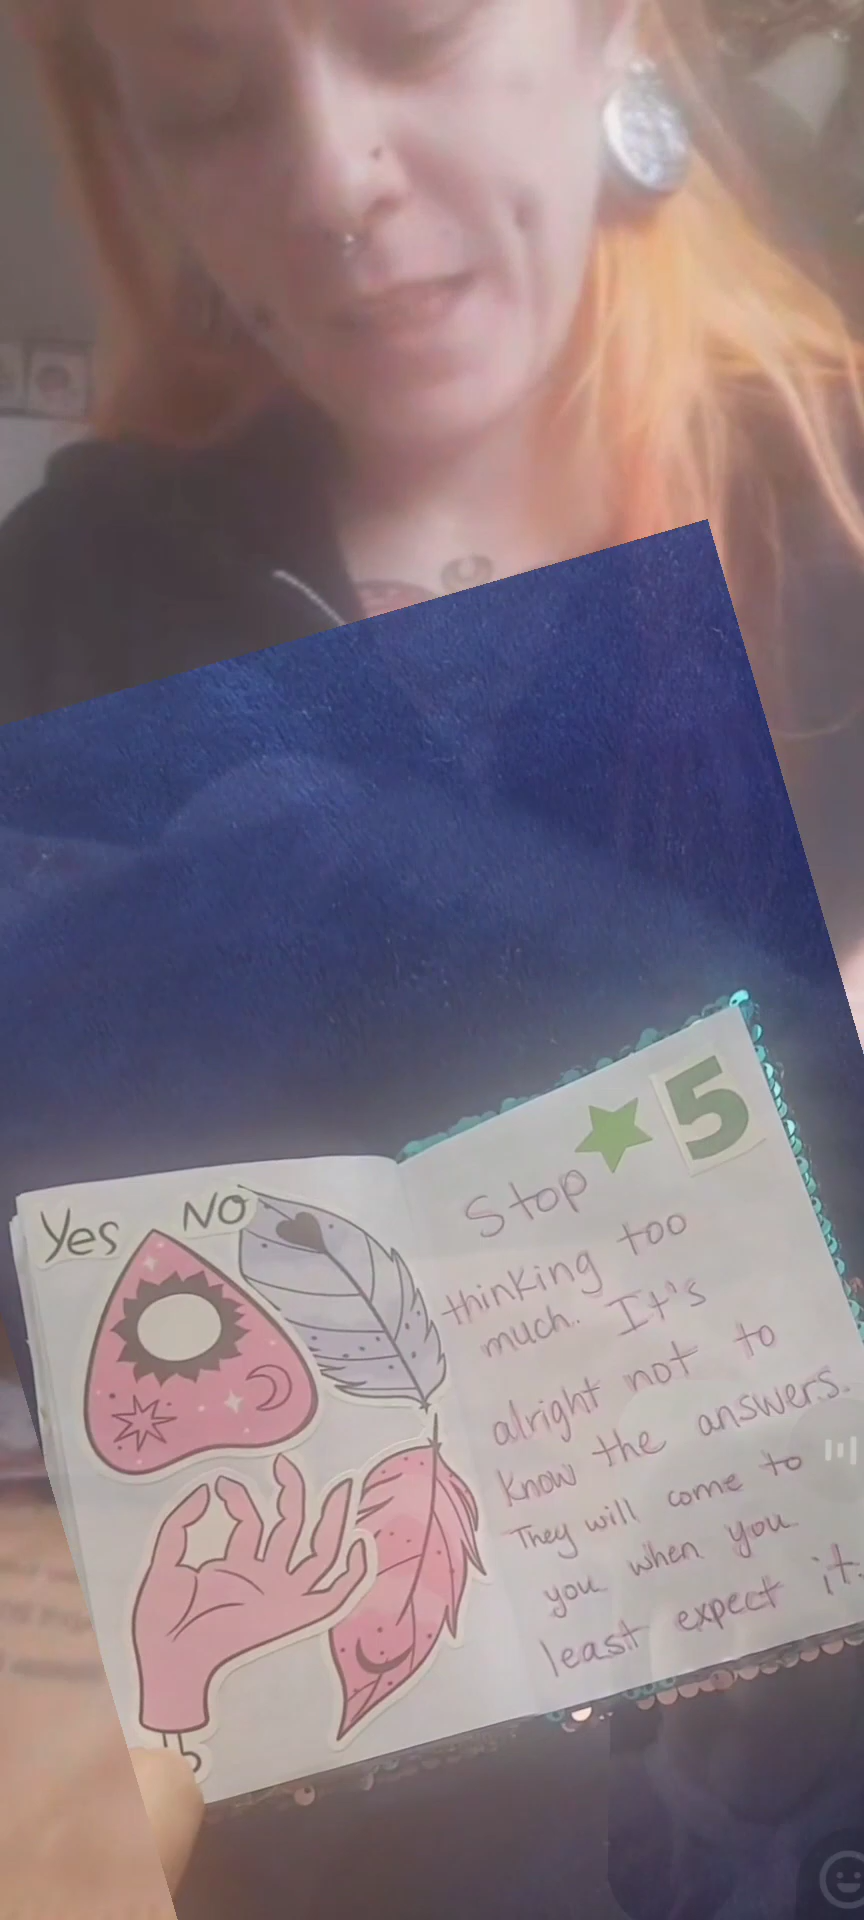 Yes NO
5
Stop
thinking too
much. It's
alright not to
know the answers.
They will come to
you when you
least expect it.